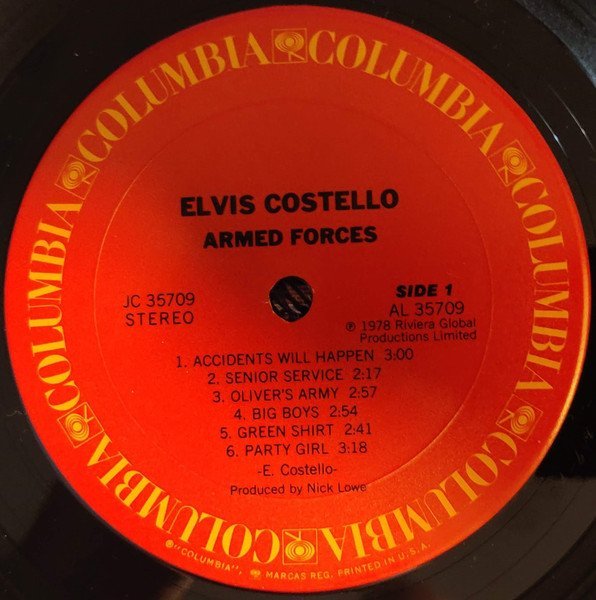 COLUMBIA COLUMBIA COLUMBIA COLUMBIA COLUMBIA COLUMBIA
ELVIS COSTELLO
ARMED FORCES
JC 35709
STEREO
SIDE 1
AL 35709
℗ 1978 Riviera Global
Productions Limited
1. ACCIDENTS WILL HAPPEN 3:00
2. SENIOR SERVICE 2:17
3. OLIVER'S ARMY 2:57
4. BIG BOYS 2:54
5. GREEN SHIRT 2:41
6. PARTY GIRL 3:18
-E. Costello-
Produced by Nick Lowe
®"COLUMBIA", MARCAS REG. PRINTED IN U.S.A.